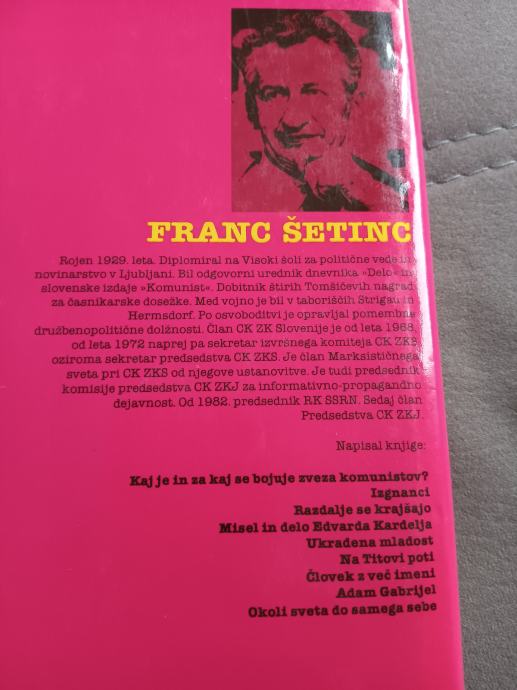 FRANC ŠETINC
Rojen 1929. leta. Diplomiral na Visoki šoli za politične vede in
novinarstvo v Ljubljani. Bil odgovorni urednik dnevnika »Delo« in
slovenske izdaje »Komunist«. Dobitnik štirih Tomšičevih nagrad
za časnikarske dosežke. Med vojno je bil v taboriščih Strigau in
Hermsdorf. Po osvoboditvi je opravljal pomembne
družbenopolitične dolžnosti. Član CK ZK Slovenije je od leta 1968,
od leta 1972 naprej pa sekretar izvršnega komiteja CK ZKS,
oziroma sekretar predsedstva CK ZKS. Je član Marksističnega
sveta pri CK ZKS od njegove ustanovitve. Je tudi predsednik
komisije predsedstva CK ZKJ za informativno-propagandno
dejavnost. Od 1982. predsednik RK SSRN. Sedaj član
Predsedstva CK ZKJ.
Napisal knjige:
Kaj je in za kaj se bojuje zveza komunistov?
Izgnanci
Razdalje se krajšajo
Misel in delo Edvarda Kardelja
Ukradena mladost
Na Titovi poti
Človek z več imeni
Adam Gabrijel
Okoli sveta do samega sebe